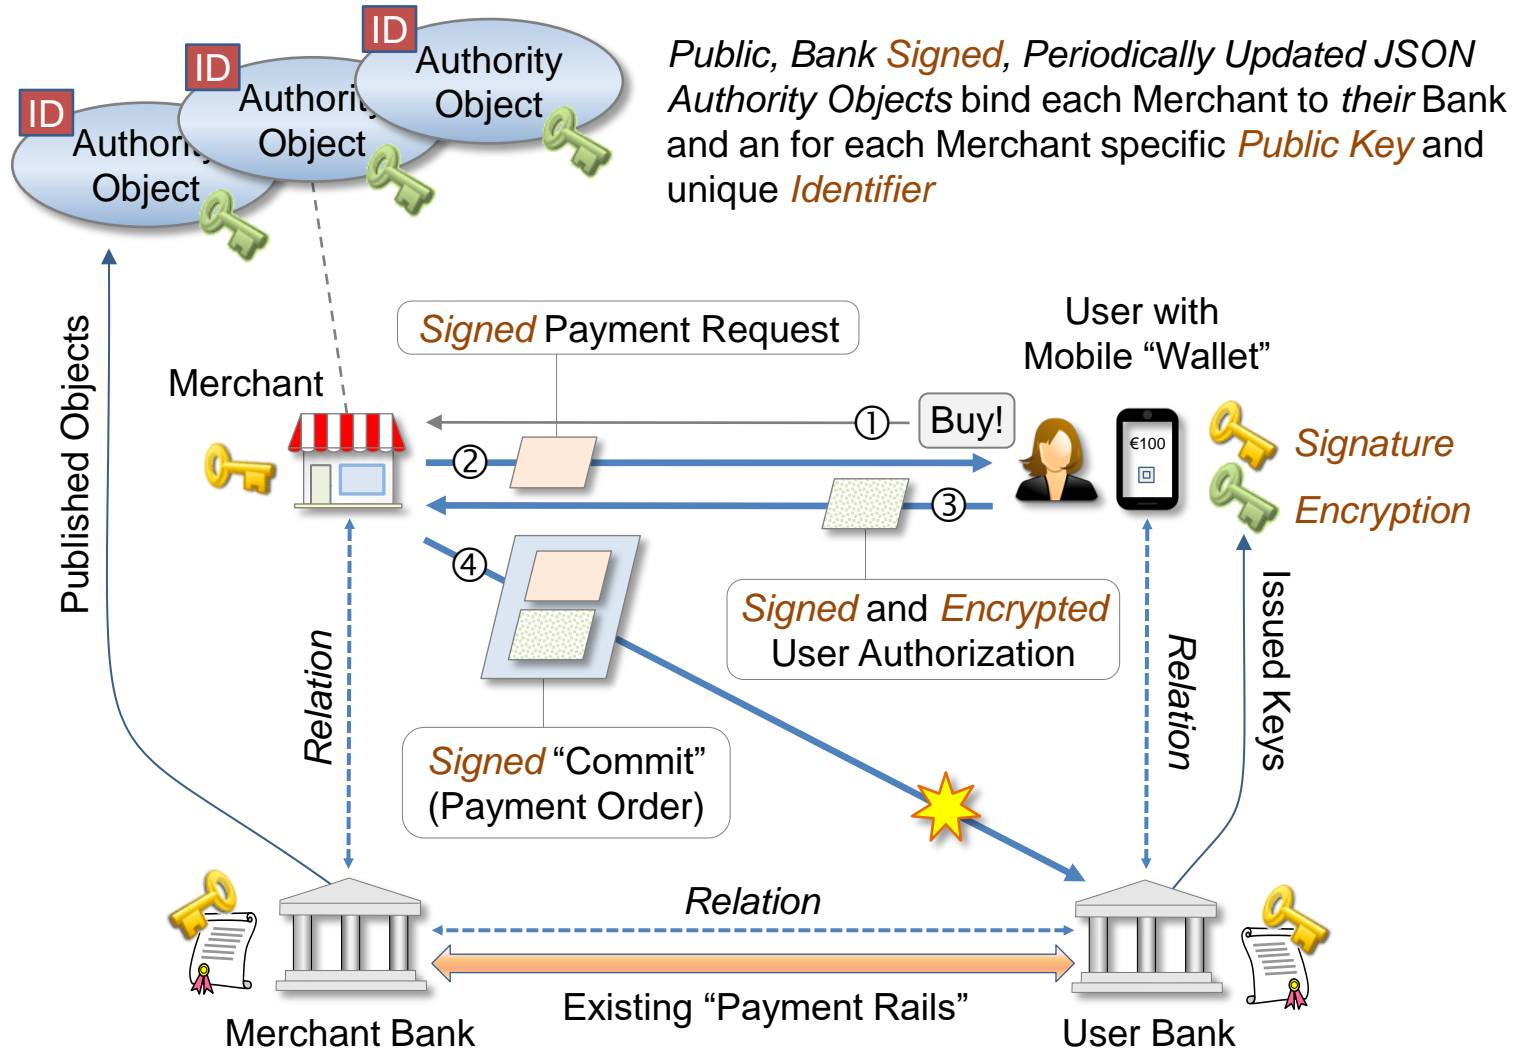 ID
Authority
Object
ID
Authority
Object
ID
Authority
Object
Public, Bank Signed, Periodically Updated JSON
Authority Objects bind each Merchant to their Bank
and an for each Merchant specific Public Key and
unique Identifier
Published Objects
Signed Payment Request
User with
Mobile “Wallet”
Merchant
①
Buy!
€100
②
③
④
Signature
Encryption
Signed and Encrypted
User Authorization
Relation
Relation
Issued Keys
Signed “Commit”
(Payment Order)
Relation
Existing “Payment Rails”
Merchant Bank
User Bank